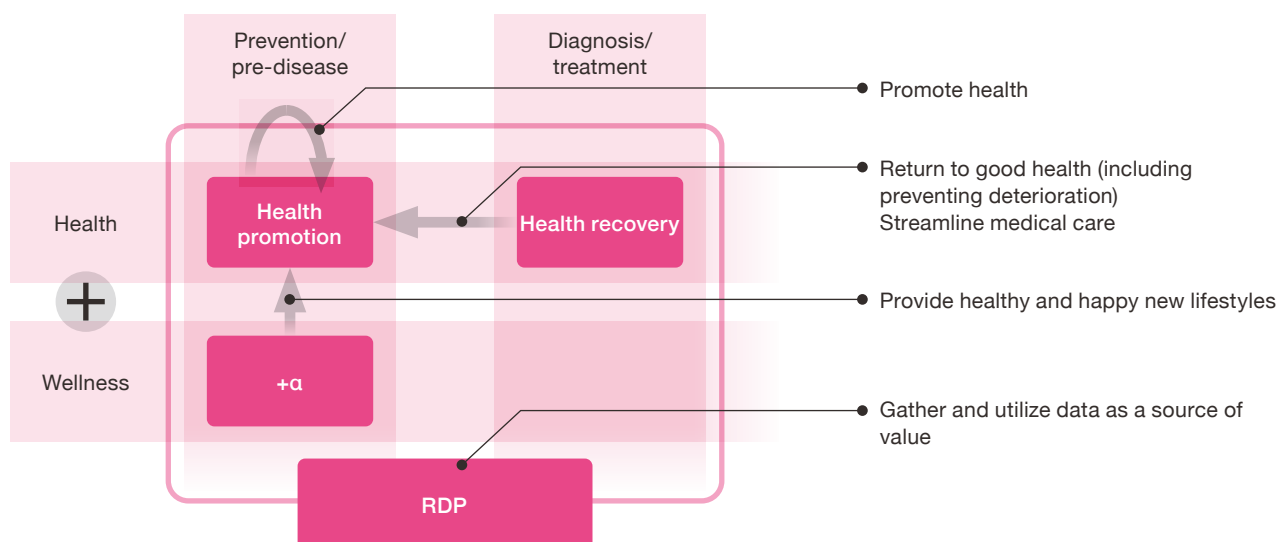 Prevention/
pre-disease
Diagnosis/
treatment
Promote health
Return to good health (including
preventing deterioration)
Streamline medical care
Health
Health
promotion
Health recovery
+
Provide healthy and happy new lifestyles
Wellness
+α
Gather and utilize data as a source of
value
RDP